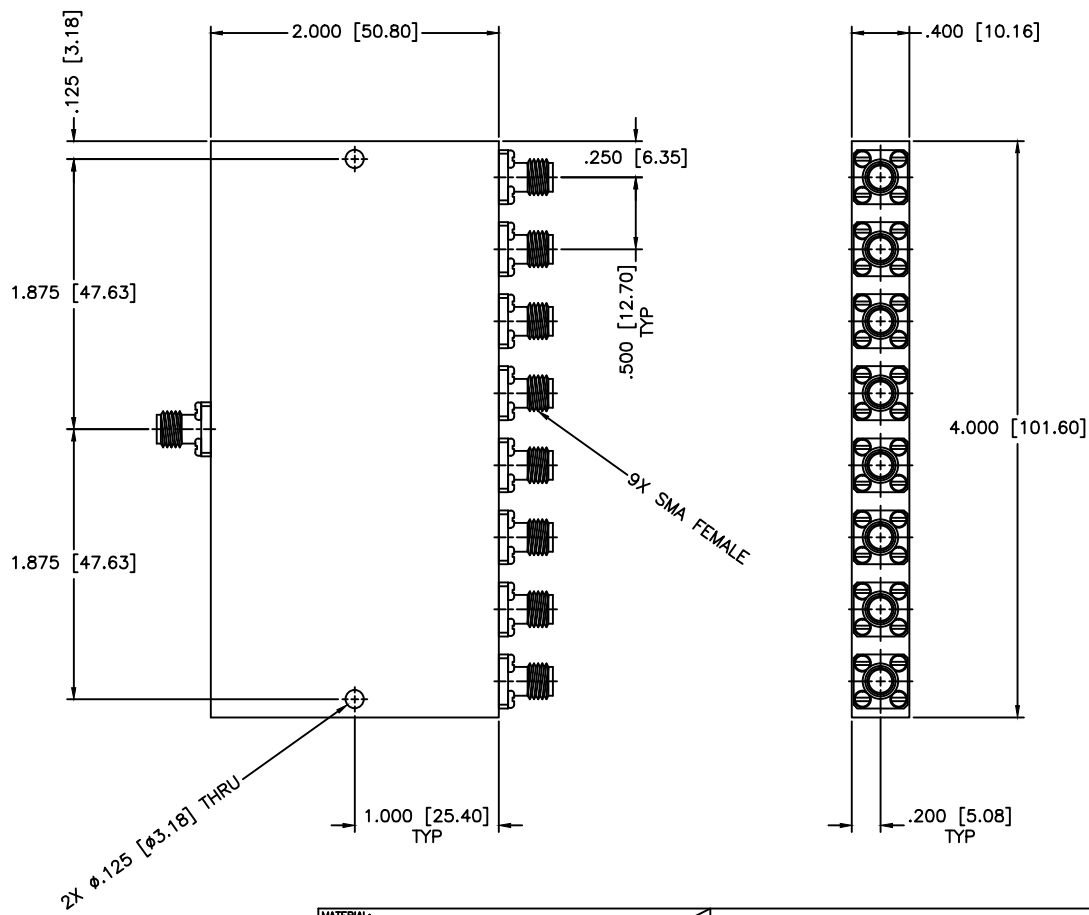 2.000 [50.80]
.400 [10.16]
.125 [3.18]
.250 [6.35]
1.875 [47.63]
.500 [12.70]
TYP
4.000 [101.60]
9X SMA FEMALE
1.875 [47.63]
2X ø.125 [ø3.18] THRU
1.000 [25.40]
TYP
.200 [5.08]
TYP
MATERIAL: